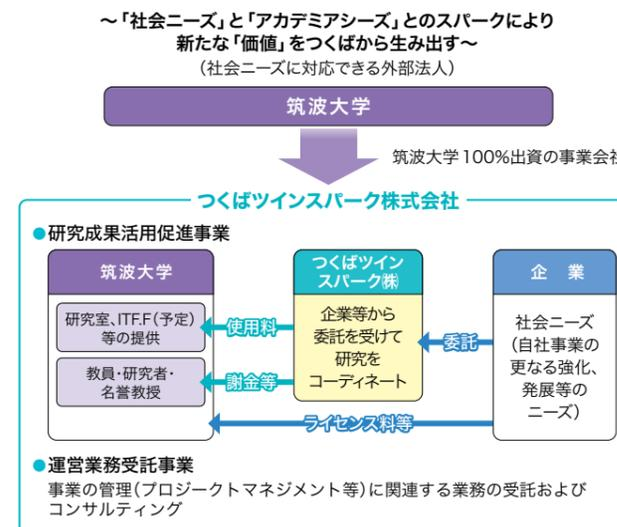 ～「社会ニーズ」と「アカデミアシーズ」とのスパークにより
新たな「価値」をつくばから生み出す～
（社会ニーズに対応できる外部法人）
筑波大学
筑波大学100%出資の事業会社
つくばツインスパーク株式会社
●研究成果活用促進事業
筑波大学
研究室、ITF.F（予定）
等の提供
教員・研究者・
名誉教授
使用料
謝金等
つくばツイン
スパーク㈱
企業等から
委託を受けて
研究を
コーディネート
委託
企　業
社会ニーズ
（自社事業の
更なる強化、
発展等の
ニーズ）
ライセンス料等
●運営業務受託事業
事業の管理（プロジークトマネジメント等）に関連する業務の受託および
コンサルティング